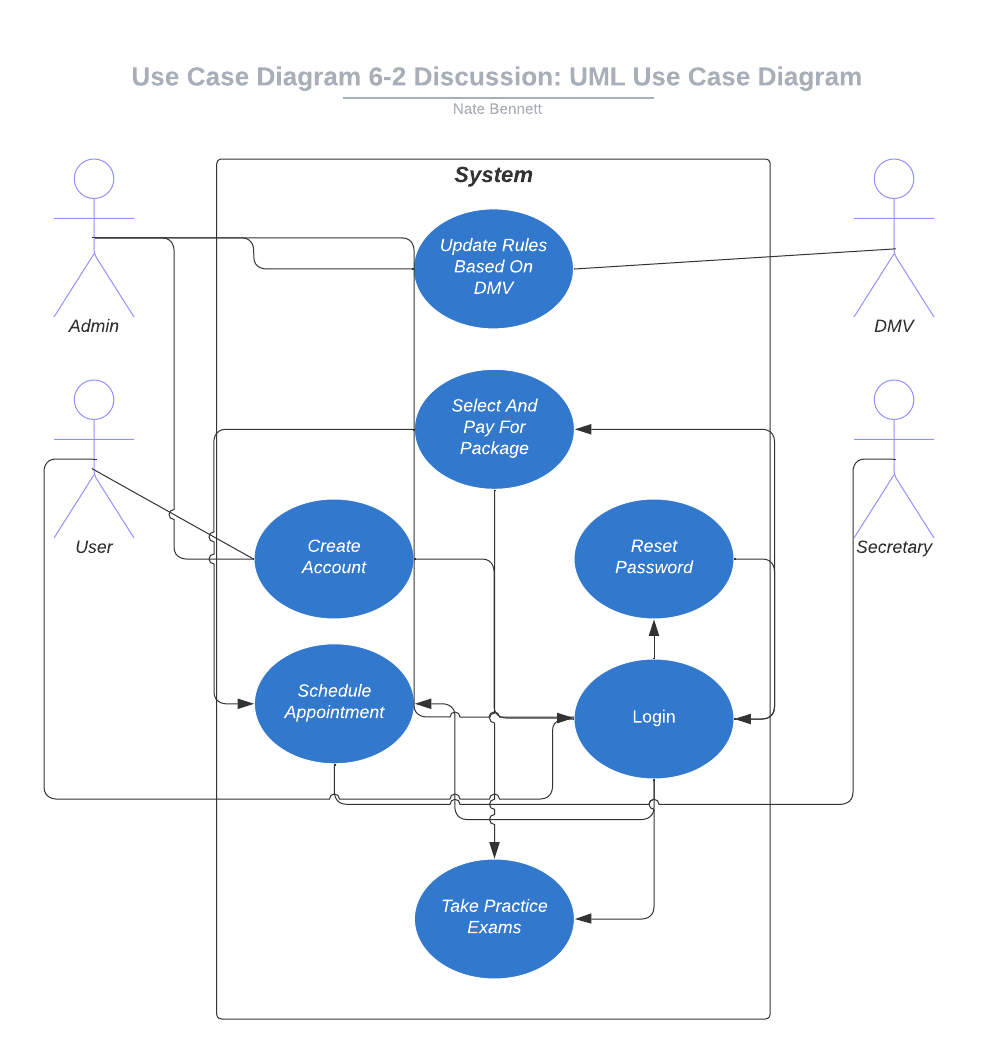 Use Case Diagram 6-2 Discussion: UML Use Case Diagram
Nate Bennett
System
Update Rules
Based On
DMV
Admin
DMV
Select And
Pay For
Package
User
Secretary
Create
Account
Reset
Password
Schedule
Appointment
Login
Take Practice
Exams